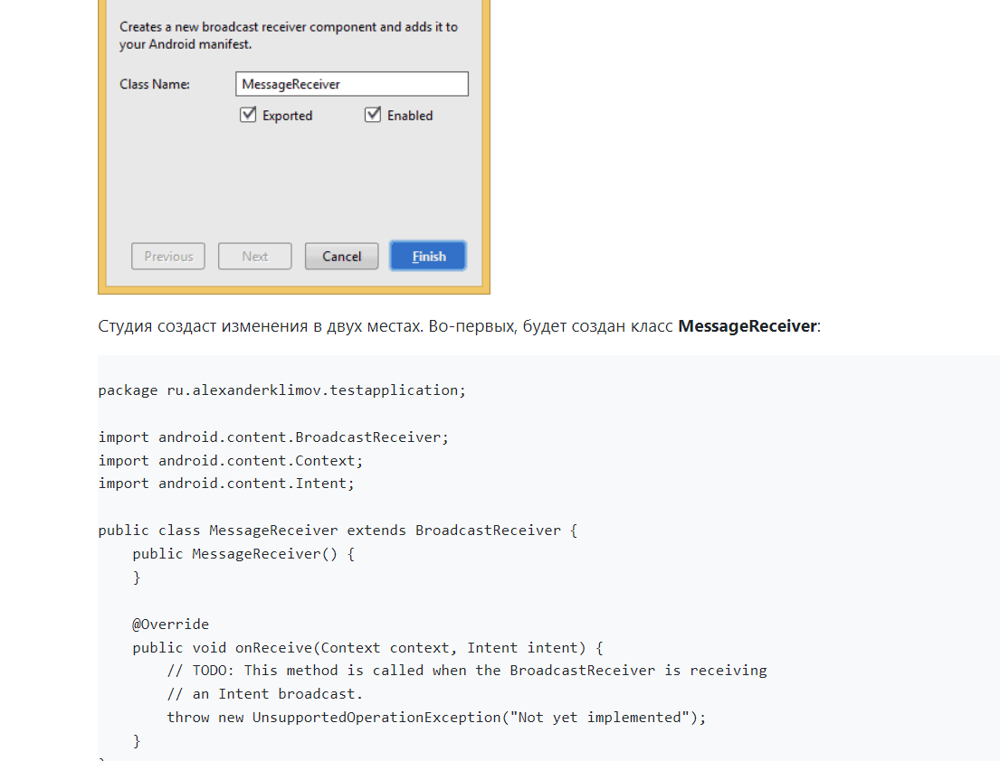 Creates a new broadcast receiver component and adds it to
your Android manifest.
Class Name: MessageReceiver
Exported Enabled
Previous Next Cancel Finish
Студия создаст изменения в двух местах. Во-первых, будет создан класс MessageReceiver:
package ru.alexanderklimov.testapplication;
import android.content.BroadcastReceiver;
import android.content.Context;
import android.content.Intent;
public class MessageReceiver extends BroadcastReceiver {
    public MessageReceiver() {
    }
    @Override
    public void onReceive(Context context, Intent intent) {
        // TODO: This method is called when the BroadcastReceiver is receiving
        // an Intent broadcast.
        throw new UnsupportedOperationException("Not yet implemented");
    }